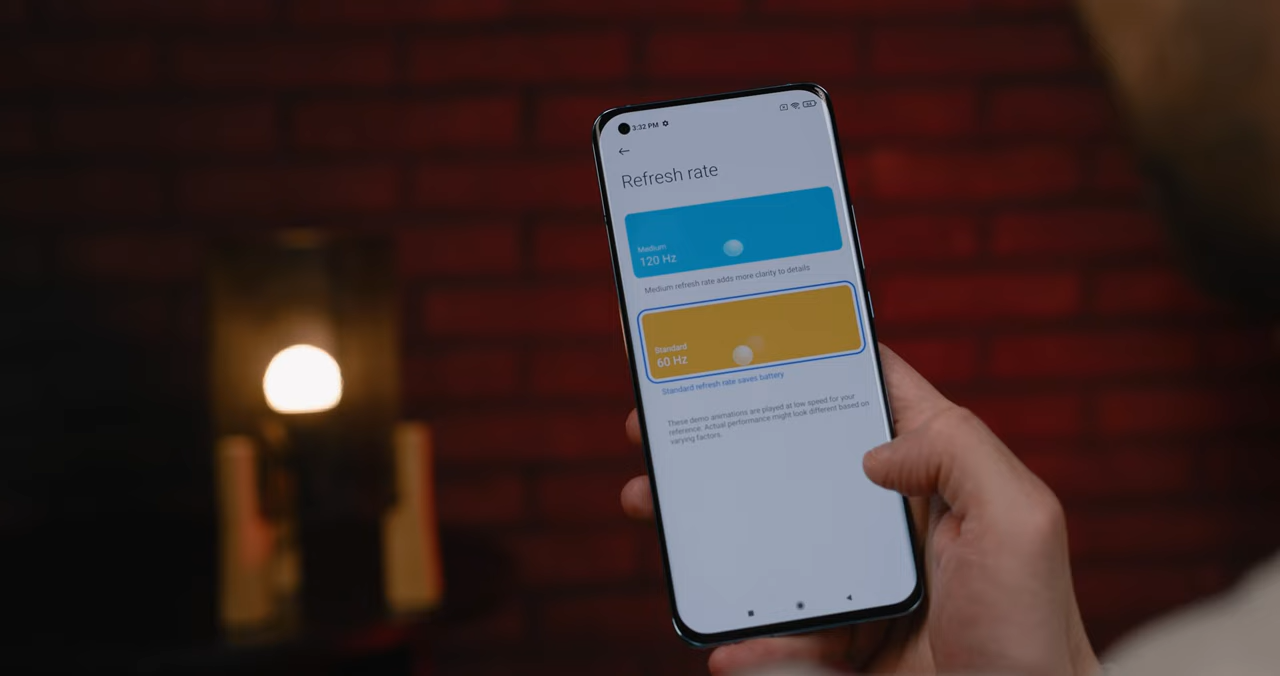 3:32 PM
Refresh rate
Medium
120 Hz
Medium refresh rate adds more clarity to details
Standard
60 Hz
Standard refresh rate saves battery
These demo animations are played at low speed for your
reference. Actual performance might look different based on
varying factors.